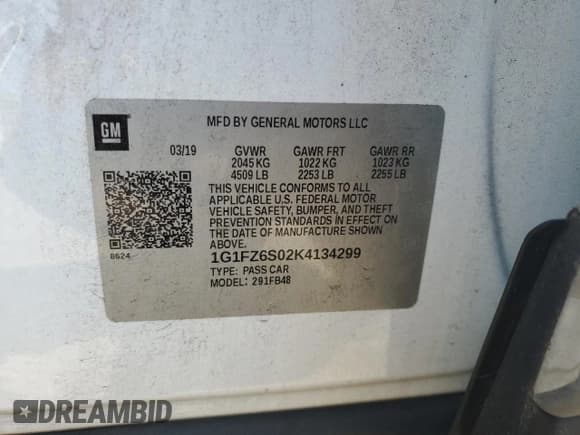 GM
MFD BY GENERAL MOTORS LLC
03/19 GVWR GAWR FRT GAWR RR
2045 KG 1022 KG 1023 KG
4509 LB 2253 LB 2255 LB
THIS VEHICLE CONFORMS TO ALL
APPLICABLE U.S. FEDERAL MOTOR
VEHICLE SAFETY, BUMPER, AND THEFT
PREVENTION STANDARDS IN EFFECT ON
THE DATE OF MANUFACTURE SHOWN
ABOVE.
8624
1G1FZ6S02K4134299
TYPE: PASS CAR
MODEL: 291FB48
DREAMBID